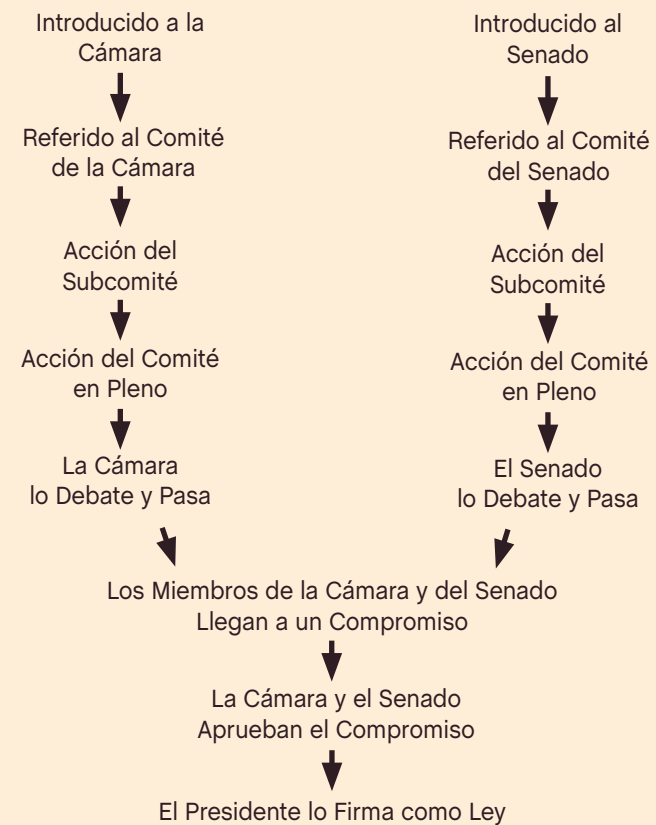 Introducido a la
Cámara
Referido al Comité
de la Cámara
Acción del
Subcomité
Acción del Comité
en Pleno
La Cámara
lo Debate y Pasa
Introducido al
Senado
Referido al Comité
del Senado
Acción del
Subcomité
Acción del Comité
en Pleno
El Senado
lo Debate y Pasa
Los Miembros de la Cámara y del Senado
Llegan a un Compromiso
La Cámara y el Senado
Aprueban el Compromiso
El Presidente lo Firma como Ley